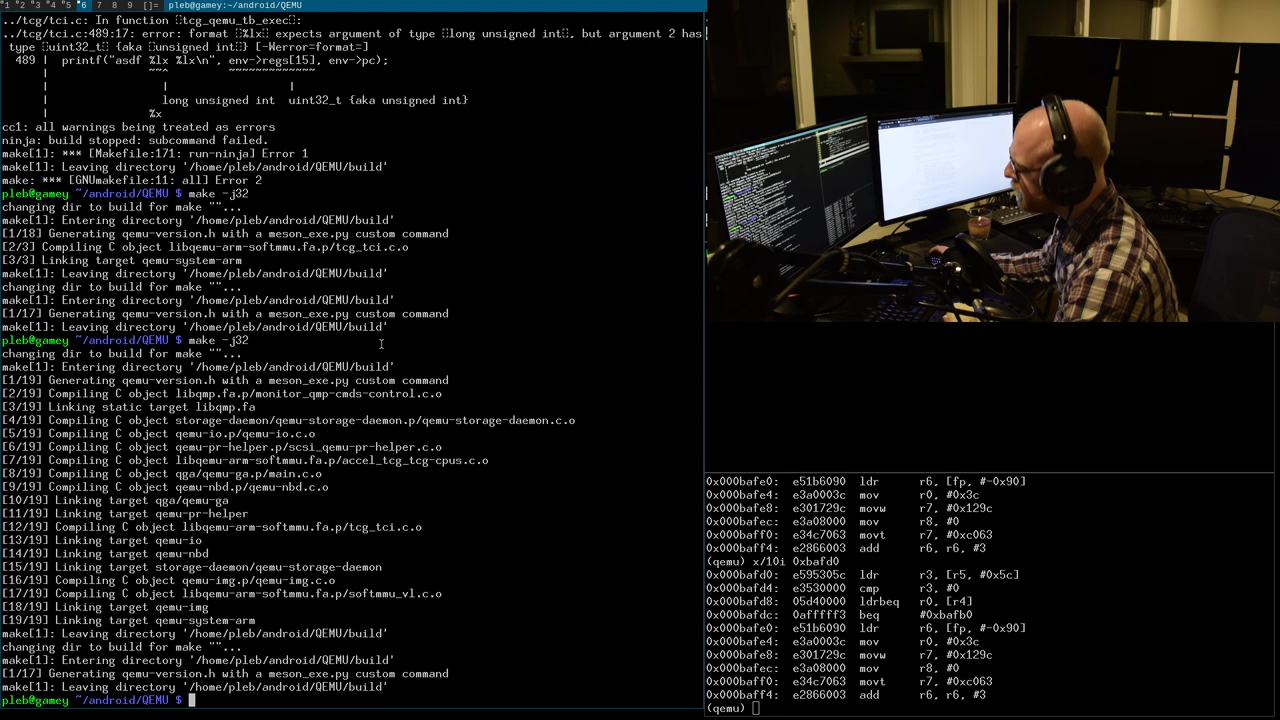 1 2 3 4 5 6 7 8 9 []= pleb@gamey:~/android/QEMU
../tcg/tci.c: In function tcg_qemu_tb_exec:
../tcg/tci.c:489:17: error: format %lx expects argument of type long unsigned int, but argument 2 has
type uint32_t {aka unsigned int} [-Werror=format=]
489 | printf("asdf %lx %lx\n", env->regs[15], env->pc);
| ~~^ ~~~~~~~~~~~~~
| | |
| long unsigned int uint32_t {aka unsigned int}
| %x
cc1: all warnings being treated as errors
ninja: build stopped: subcommand failed.
make[1]: *** [Makefile:171: run-ninja] Error 1
make[1]: Leaving directory '/home/pleb/android/QEMU/build'
make: *** [GNUmakefile:11: all] Error 2
pleb@gamey ~/android/QEMU $ make -j32
changing dir to build for make ""...
make[1]: Entering directory '/home/pleb/android/QEMU/build'
[1/18] Generating qemu-version.h with a meson_exe.py custom command
[2/3] Compiling C object libqemu-arm-softmmu.fa.p/tcg_tci.c.o
[3/3] Linking target qemu-system-arm
make[1]: Leaving directory '/home/pleb/android/QEMU/build'
changing dir to build for make ""...
make[1]: Entering directory '/home/pleb/android/QEMU/build'
[1/17] Generating qemu-version.h with a meson_exe.py custom command
make[1]: Leaving directory '/home/pleb/android/QEMU/build'
pleb@gamey ~/android/QEMU $ make -j32
changing dir to build for make ""...
make[1]: Entering directory '/home/pleb/android/QEMU/build'
[1/19] Generating qemu-version.h with a meson_exe.py custom command
[2/19] Compiling C object libqmp.fa.p/monitor_qmp-cmds-control.c.o
[3/19] Linking static target libqmp.fa
[4/19] Compiling C object storage-daemon/qemu-storage-daemon.p/qemu-storage-daemon.c.o
[5/19] Compiling C object qemu-io.p/qemu-io.c.o
[6/19] Compiling C object qemu-pr-helper.p/scsi_qemu-pr-helper.c.o
[7/19] Compiling C object libqemu-arm-softmmu.fa.p/accel_tcg_tcg-cpus.c.o
[8/19] Compiling C object qga/qemu-ga.p/main.c.o
[9/19] Compiling C object qemu-nbd.p/qemu-nbd.c.o
[10/19] Linking target qga/qemu-ga
[11/19] Linking target qemu-pr-helper
[12/19] Compiling C object libqemu-arm-softmmu.fa.p/tcg_tci.c.o
[13/19] Linking target qemu-io
[14/19] Linking target qemu-nbd
[15/19] Linking target storage-daemon/qemu-storage-daemon
[16/19] Compiling C object qemu-img.p/qemu-img.c.o
[17/19] Compiling C object libqemu-arm-softmmu.fa.p/softmmu_vl.c.o
[18/19] Linking target qemu-img
[19/19] Linking target qemu-system-arm
make[1]: Leaving directory '/home/pleb/android/QEMU/build'
changing dir to build for make ""...
make[1]: Entering directory '/home/pleb/android/QEMU/build'
[1/17] Generating qemu-version.h with a meson_exe.py custom command
make[1]: Leaving directory '/home/pleb/android/QEMU/build'
pleb@gamey ~/android/QEMU $
0x000bafe0: e51b6090 ldr r6, [fp, #-0x90]
0x000bafe4: e3a0003c mov r0, #0x3c
0x000bafe8: e301729c movw r7, #0x129c
0x000bafec: e3a08000 mov r8, #0
0x000baff0: e34c7063 movt r7, #0xc063
0x000baff4: e2866003 add r6, r6, #3
(qemu) x/10i 0xbafd0
0x000bafd0: e595305c ldr r3, [r5, #0x5c]
0x000bafd4: e3530000 cmp r3, #0
0x000bafd8: 05d40000 ldrbeq r0, [r4]
0x000bafdc: 0afffff3 beq #0xbafb0
0x000bafe0: e51b6090 ldr r6, [fp, #-0x90]
0x000bafe4: e3a0003c mov r0, #0x3c
0x000bafe8: e301729c movw r7, #0x129c
0x000bafec: e3a08000 mov r8, #0
0x000baff0: e34c7063 movt r7, #0xc063
0x000baff4: e2866003 add r6, r6, #3
(qemu)